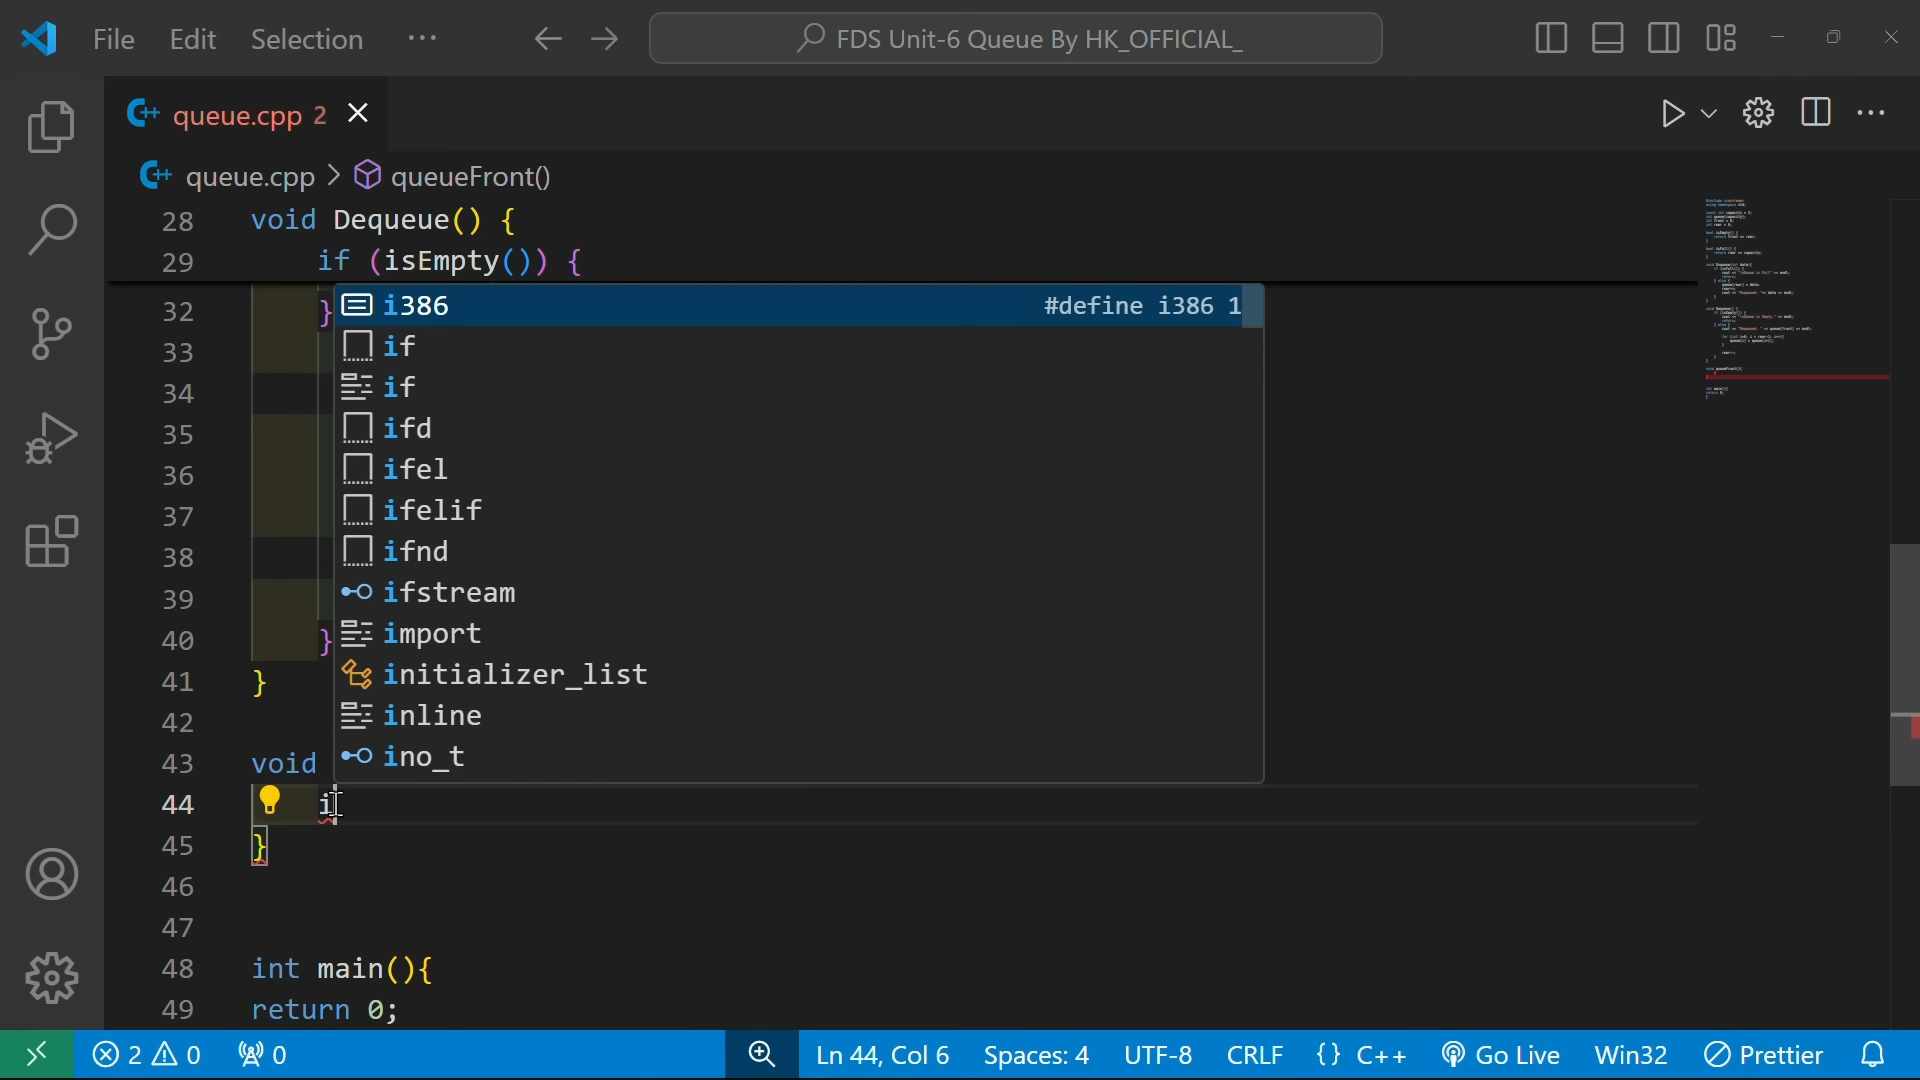 File Edit Selection ··· FDS Unit-6 Queue By HK_OFFICIAL_
queue.cpp 2
queue.cpp > queueFront()
28 void Dequeue() {
29 if (isEmpty()) {
32 }
i386 #define i386 1
33 if
34 if
35 ifd
36 ifel
37 ifelif
38 ifnd
39 ifstream
40 } import
41 } initializer_list
42 inline
43 void ino_t
44 i
45 }
46
47
48 int main(){
49 return 0;
2 0 0 Ln 44, Col 6 Spaces: 4 UTF-8 CRLF {} C++ Go Live Win32 Prettier